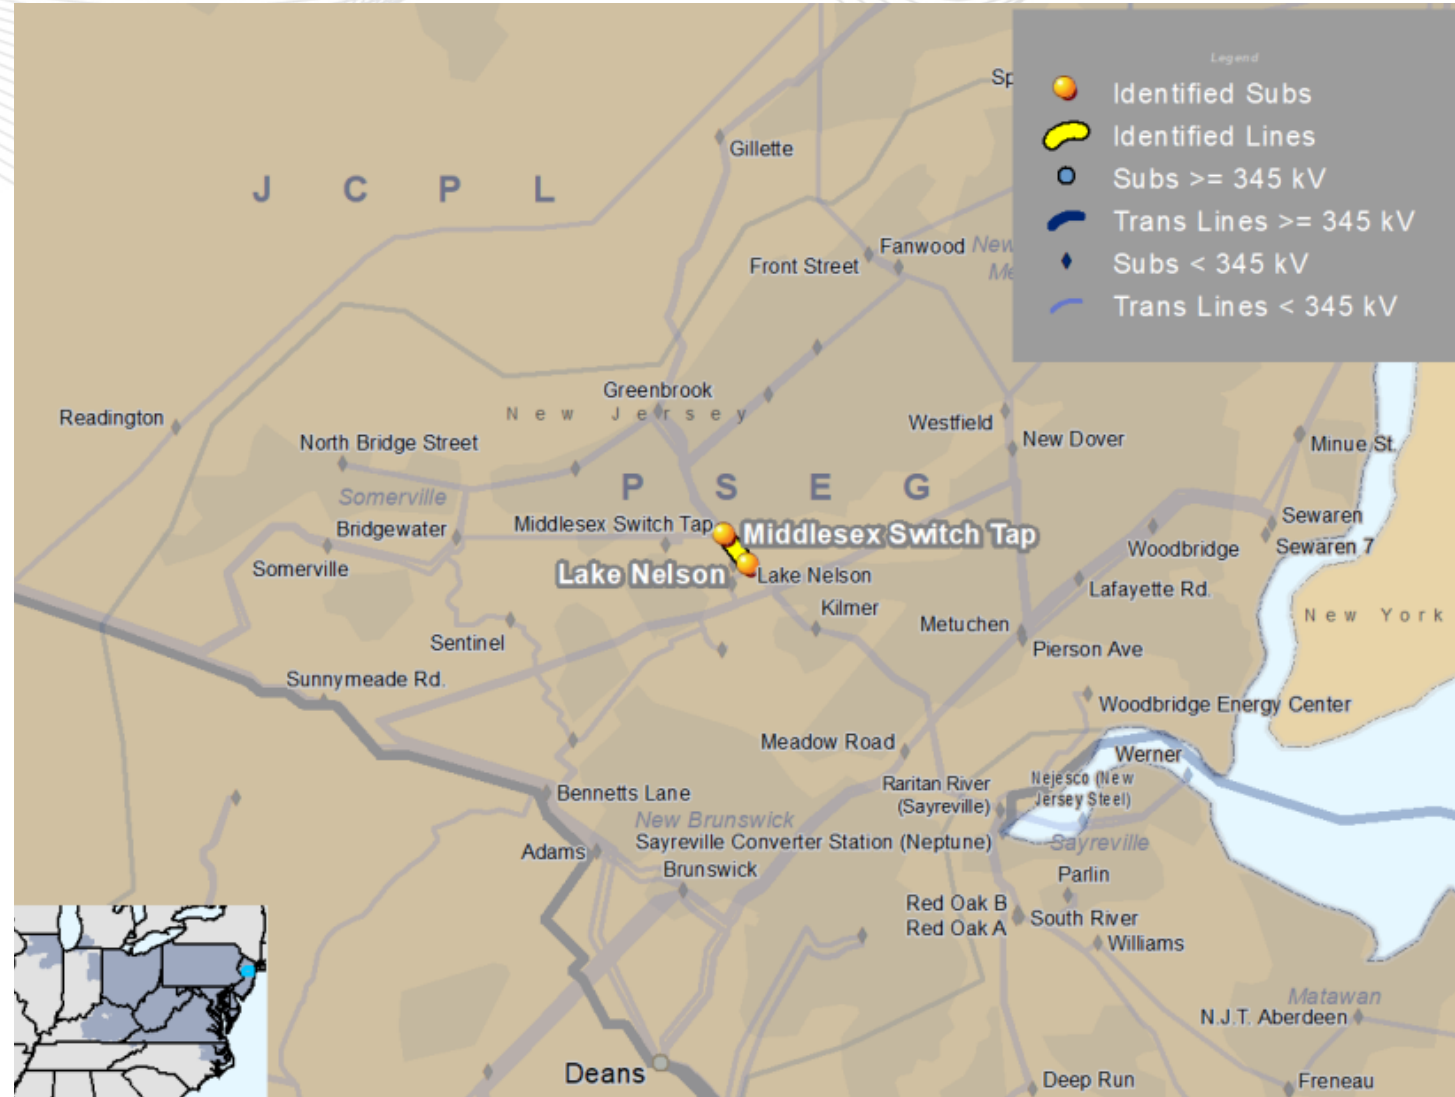 Legend
Identified Subs
Identified Lines
Subs >= 345 kV
Trans Lines >= 345 kV
Subs < 345 kV
Trans Lines < 345 kV
Sp
Gillette
J C P L
Fanwood
New
Front Street
Me
Greenbrook
New Jersey
Readington
Westfield
North Bridge Street
New Dover
Minue St.
P S E G
Somerville
Middlesex Switch Tap
Middlesex Switch Tap
Bridgewater
Sewaren
Woodbridge
Sewaren 7
Somerville
Lake Nelson
Lake Nelson
Lafayette Rd.
Kilmer
New York
Metuchen
Sentinel
Pierson Ave
Sunnymeade Rd.
Woodbridge Energy Center
Meadow Road
Werner
Raritan River
(Sayreville)
Nejesco (New
Jersey Steel)
Bennetts Lane
New Brunswick
Sayreville Converter Station (Neptune)
Sayreville
Adams
Brunswick
Parlin
Red Oak B
Red Oak A
South River
Williams
Matawan
N.J.T. Aberdeen
Deans
Deep Run
Freneau